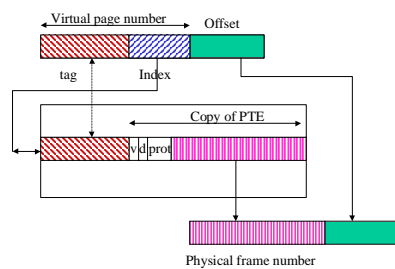 Virtual page number
Offset
tag
Index
Copy of PTE
v d prot
Physical frame number